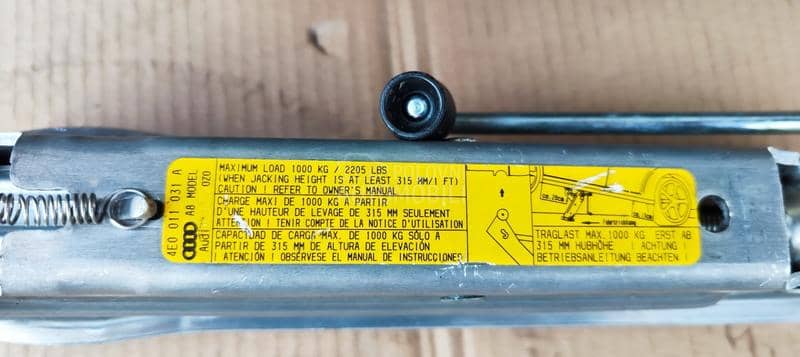 4E0 011 031 A
AB MODEL
Audi
020
MAXIMUM LOAD 1000 KG / 2205 LBS
(WHEN JACKING HEIGHT IS AT LEAST 315 MM/1 FT)
CAUTION ! REFER TO OWNER'S MANUAL
CHARGE MAXI DE 1000 KG À PARTIR
D'UNE HAUTEUR DE LEVAGE DE 315 MM SEULEMENT
ATTENTION ! TENIR COMPTE DE LA NOTICE D'UTILISATION
CAPACIDAD DE CARGA MAX. DE 1000 KG SÓLO A
PARTIR DE 315 MM DE ALTURA DE ELEVACIÓN
¡ ATENCIÓN ! OBSÉRVESE EL MANUAL DE INSTRUCCIONES
TRAGLAST MAX. 1000 KG ERST AB
315 MM HUBHÖHE ! ACHTUNG !
BETRIEBSANLEITUNG BEACHTEN !